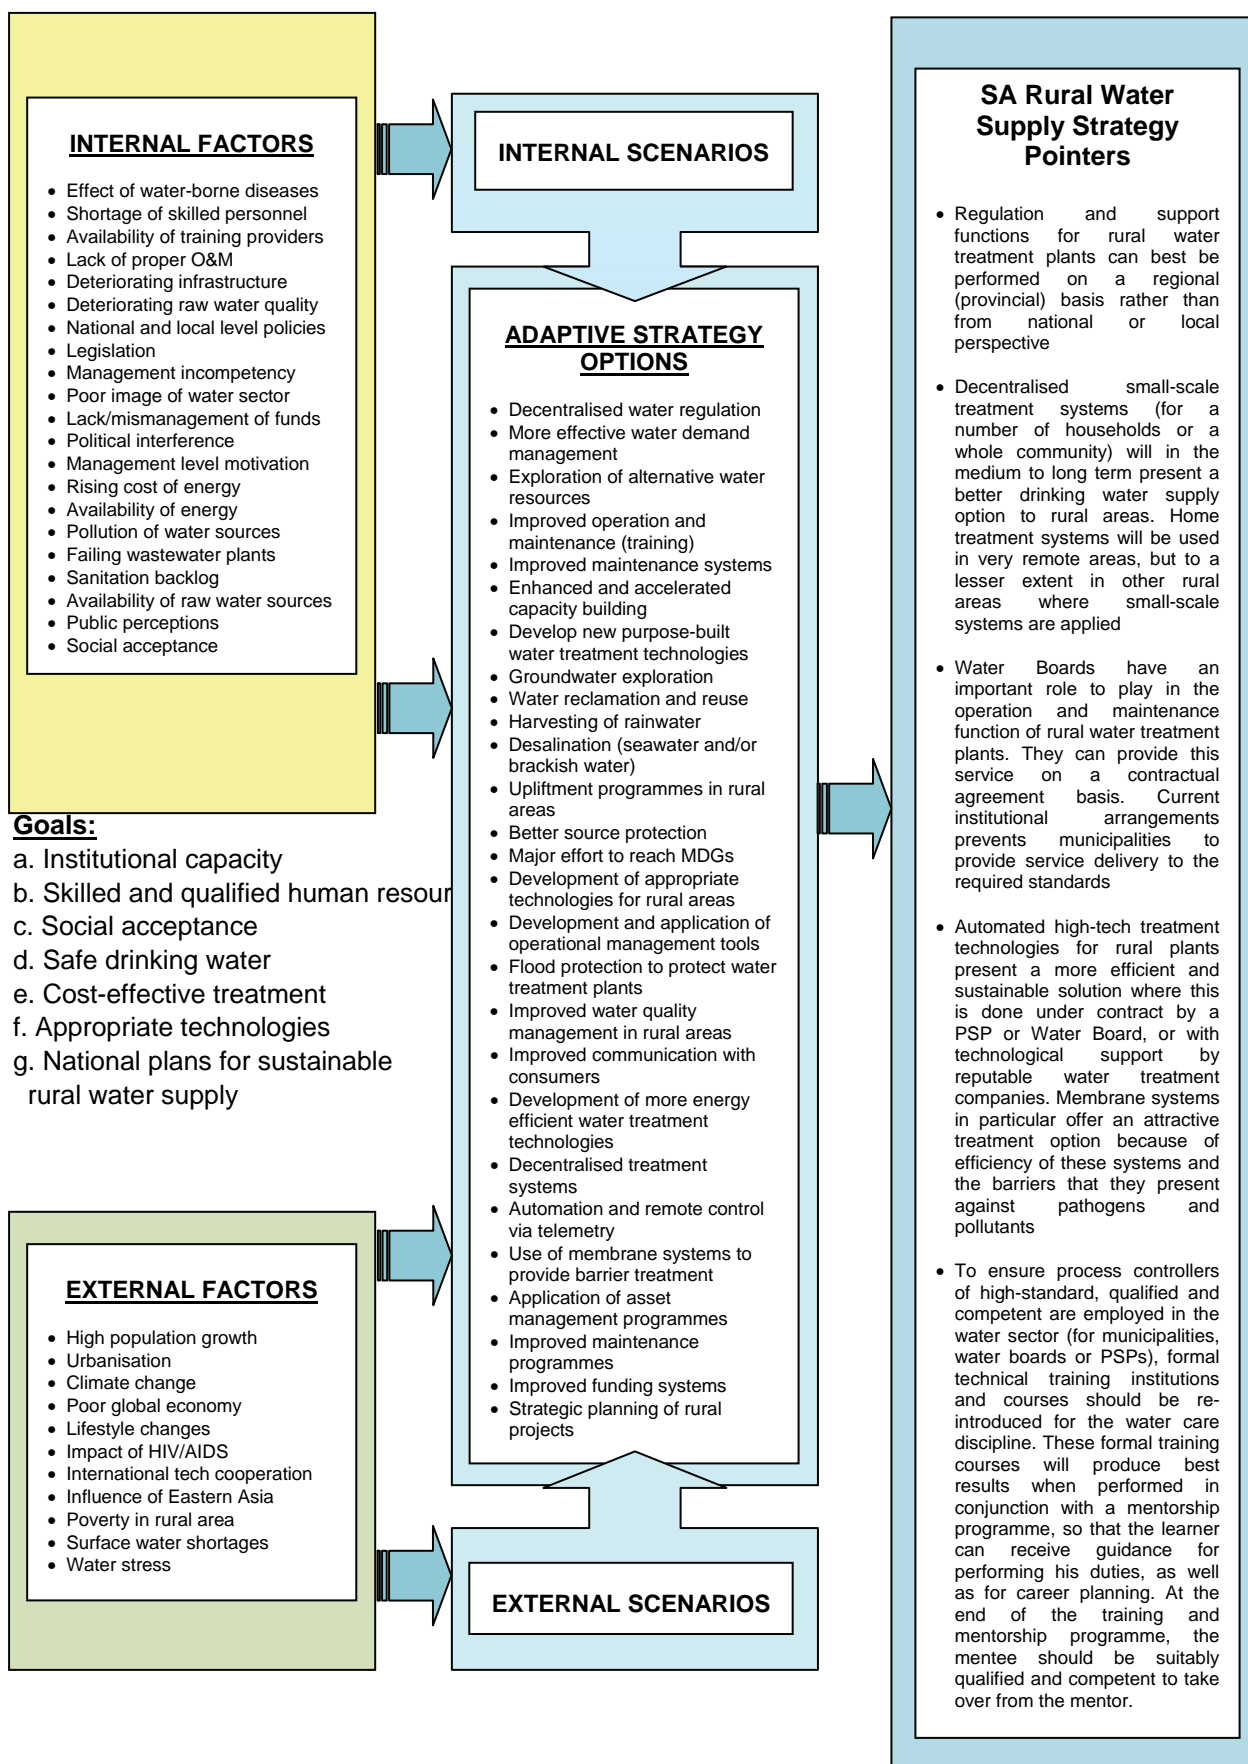 INTERNAL FACTORS
• Effect of water-borne diseases
• Shortage of skilled personnel
• Availability of training providers
• Lack of proper O&M
• Deteriorating infrastructure
• Deteriorating raw water quality
• National and local level policies
• Legislation
• Management incompetency
• Poor image of water sector
• Lack/mismanagement of funds
• Political interference
• Management level motivation
• Rising cost of energy
• Availability of energy
• Pollution of water sources
• Failing wastewater plants
• Sanitation backlog
• Availability of raw water sources
• Public perceptions
• Social acceptance
Goals:
a. Institutional capacity
b. Skilled and qualified human resour
c. Social acceptance
d. Safe drinking water
e. Cost-effective treatment
f. Appropriate technologies
g. National plans for sustainable
rural water supply
EXTERNAL FACTORS
• High population growth
• Urbanisation
• Climate change
• Poor global economy
• Lifestyle changes
• Impact of HIV/AIDS
• International tech cooperation
• Influence of Eastern Asia
• Poverty in rural area
• Surface water shortages
• Water stress
INTERNAL SCENARIOS
ADAPTIVE STRATEGY
OPTIONS
• Decentralised water regulation
• More effective water demand
management
• Exploration of alternative water
resources
• Improved operation and
maintenance (training)
• Improved maintenance systems
• Enhanced and accelerated
capacity building
• Develop new purpose-built
water treatment technologies
• Groundwater exploration
• Water reclamation and reuse
• Harvesting of rainwater
• Desalination (seawater and/or
brackish water)
• Upliftment programmes in rural
areas
• Better source protection
• Major effort to reach MDGs
• Development of appropriate
technologies for rural areas
• Development and application of
operational management tools
• Flood protection to protect water
treatment plants
• Improved water quality
management in rural areas
• Improved communication with
consumers
• Development of more energy
efficient water treatment
technologies
• Decentralised treatment
systems
• Automation and remote control
via telemetry
• Use of membrane systems to
provide barrier treatment
• Application of asset
management programmes
• Improved maintenance
programmes
• Improved funding systems
• Strategic planning of rural
projects
EXTERNAL SCENARIOS
SA Rural Water
Supply Strategy
Pointers
• Regulation and support
functions for rural water
treatment plants can best be
performed on a regional
(provincial) basis rather than
from national or local
perspective
• Decentralised small-scale
treatment systems (for a
number of households or a
whole community) will in the
medium to long term present a
better drinking water supply
option to rural areas. Home
treatment systems will be used
in very remote areas, but to a
lesser extent in other rural
areas where small-scale
systems are applied
• Water Boards have an
important role to play in the
operation and maintenance
function of rural water treatment
plants. They can provide this
service on a contractual
agreement basis. Current
institutional arrangements
prevents municipalities to
provide service delivery to the
required standards
• Automated high-tech treatment
technologies for rural plants
present a more efficient and
sustainable solution where this
is done under contract by a
PSP or Water Board, or with
technological support by
reputable water treatment
companies. Membrane systems
in particular offer an attractive
treatment option because of
efficiency of these systems and
the barriers that they present
against pathogens and
pollutants
• To ensure process controllers
of high-standard, qualified and
competent are employed in the
water sector (for municipalities,
water boards or PSPs), formal
technical training institutions
and courses should be re-
introduced for the water care
discipline. These formal training
courses will produce best
results when performed in
conjunction with a mentorship
programme, so that the learner
can receive guidance for
performing his duties, as well
as for career planning. At the
end of the training and
mentorship programme, the
mentee should be suitably
qualified and competent to take
over from the mentor.